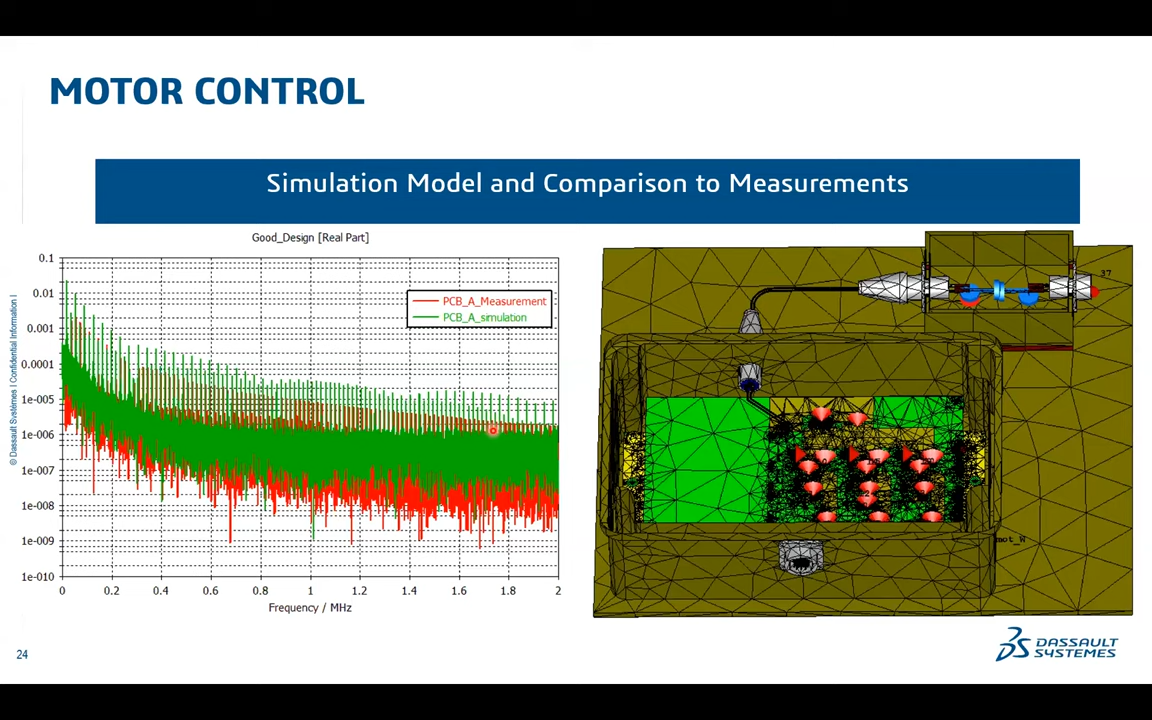 MOTOR CONTROL
Simulation Model and Comparison to Measurements
Good_Design [Real Part]
0.1
0.01
0.001
0.0001
1e-005
1e-006
1e-007
1e-008
1e-009
1e-010
PCB_A_Measurement
PCB_A_simulation
0 0.2 0.4 0.6 0.8 1 1.2 1.4 1.6 1.8 2
Frequency / MHz
37
mot_W
© Dassault Systèmes | Confidential Information |
24
DASSAULT
SYSTEMES